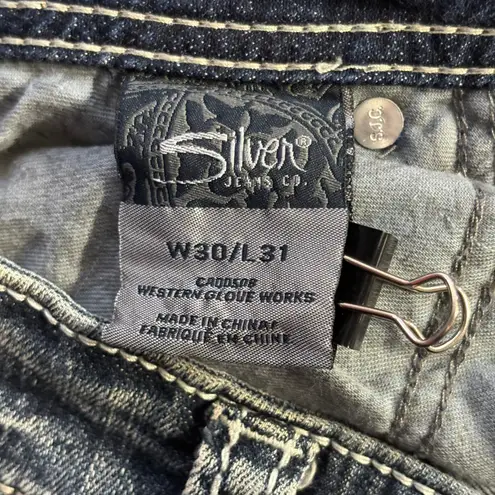 Silver®
JEANS CO.
S.J.C.
W30/L31
CA00508
WESTERN GLOVE WORKS
MADE IN CHINA/
FABRIQUÉ EN CHINE